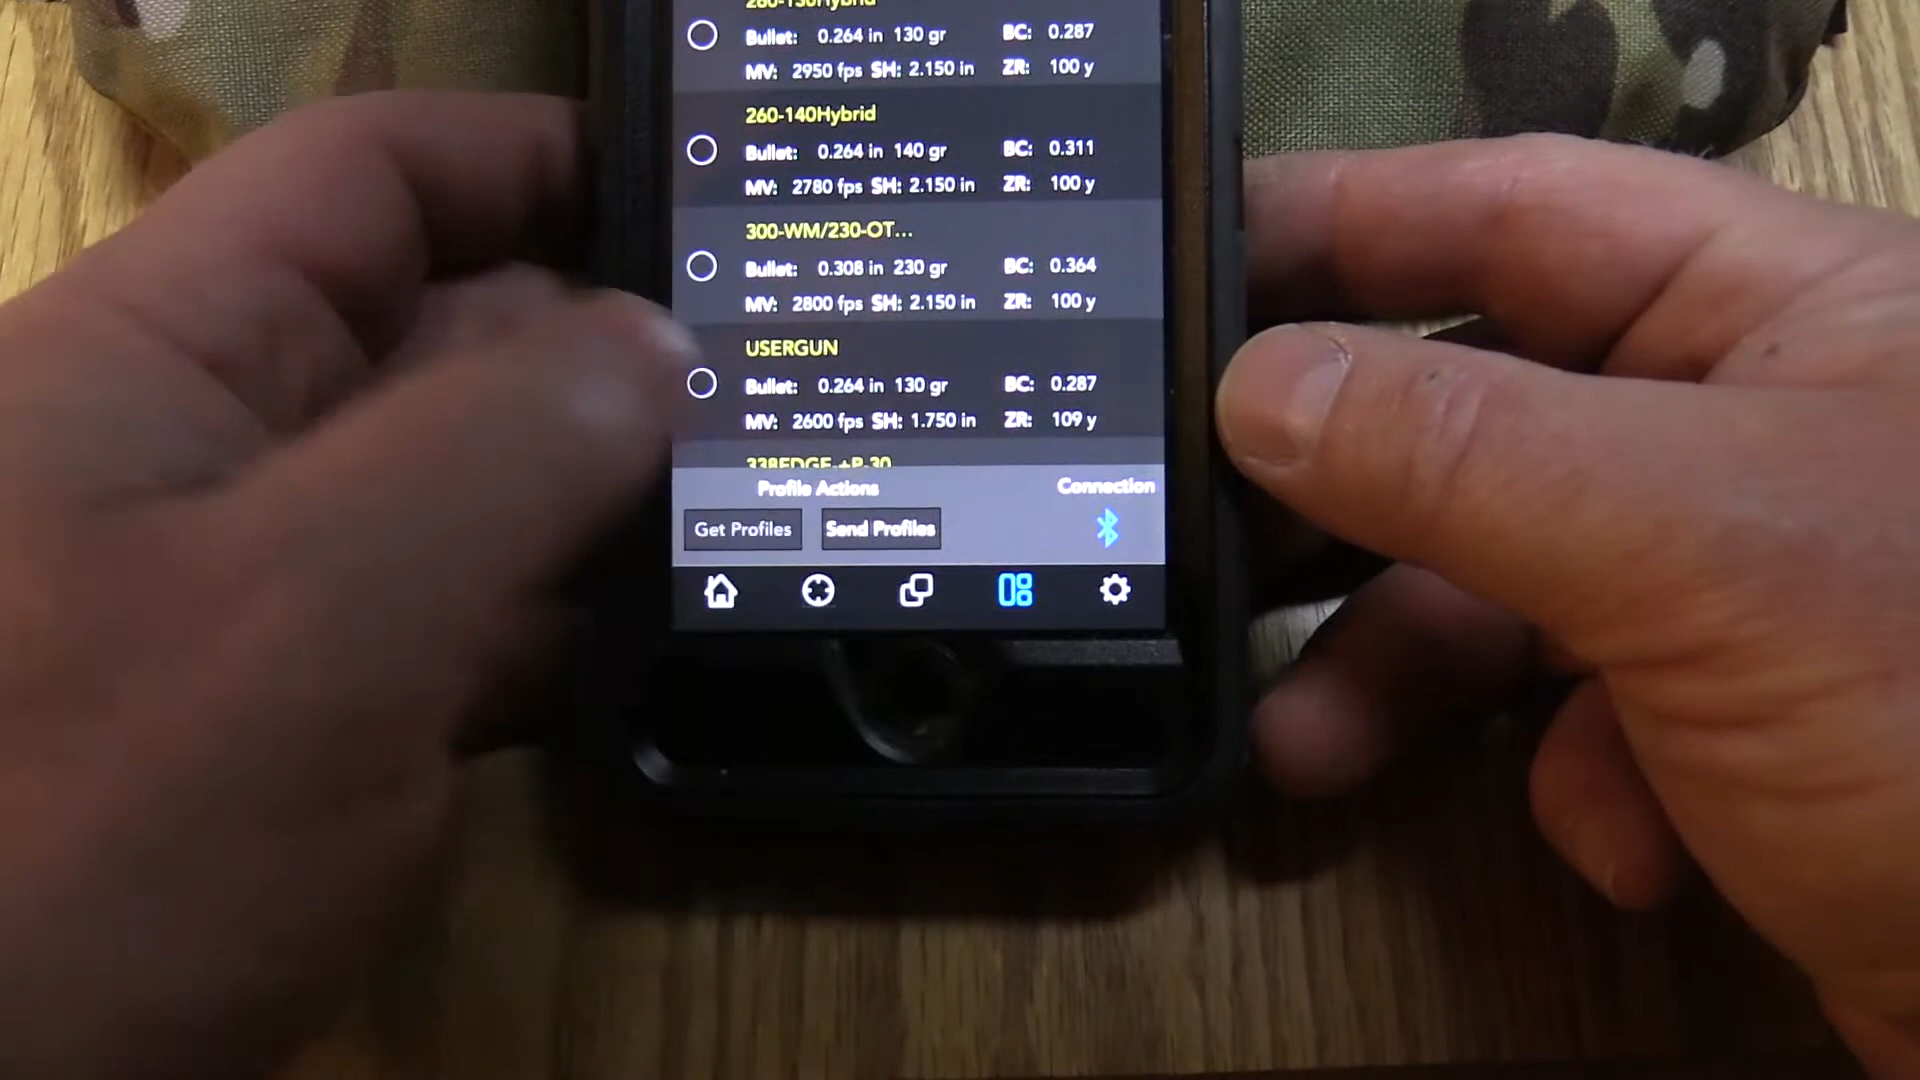 260-130Hybrid
Bullet: 0.264 in 130 gr BC: 0.287
MV: 2950 fps SH: 2.150 in ZR: 100 y
260-140Hybrid
Bullet: 0.264 in 140 gr BC: 0.311
MV: 2780 fps SH: 2.150 in ZR: 100 y
300-WM/230-OT...
Bullet: 0.308 in 230 gr BC: 0.364
MV: 2800 fps SH: 2.150 in ZR: 100 y
USERGUN
Bullet: 0.264 in 130 gr BC: 0.287
MV: 2600 fps SH: 1.750 in ZR: 109 y
338EDGE-+P-30
Profile Actions Connection
Get Profiles Send Profiles